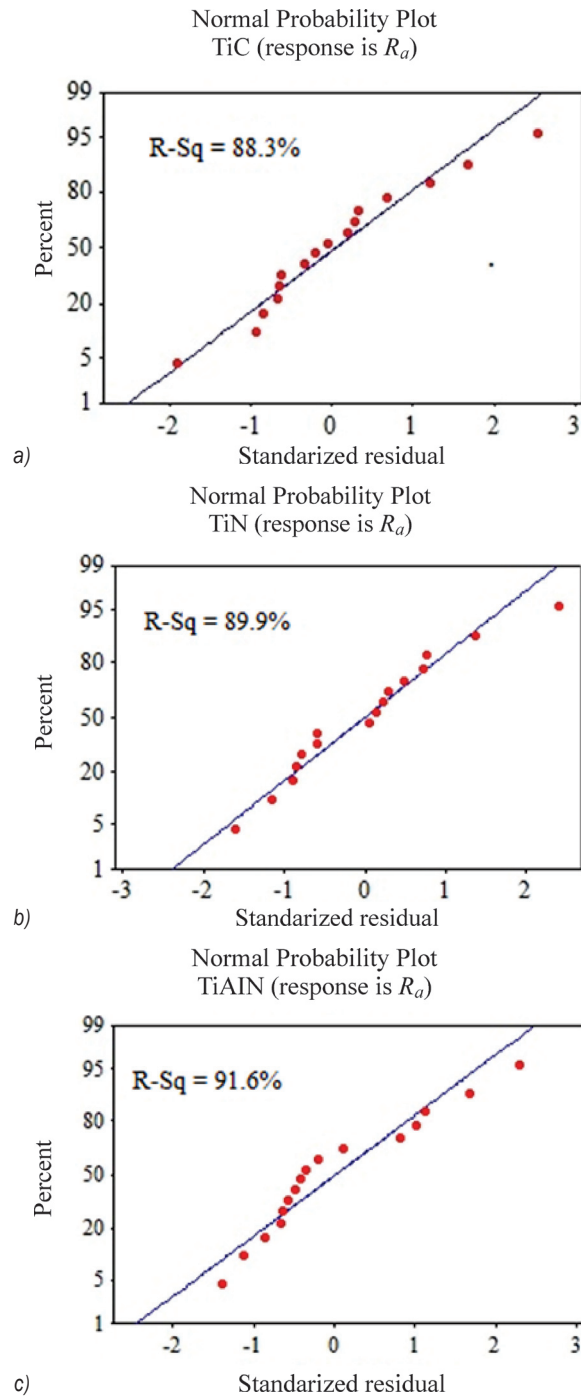 Normal Probability Plot
TiC (response is Ra)
99
95
80
50
20
5
1
Percent
R-Sq = 88.3%
-2 -1 0 1 2 3
a) Standarized residual
Normal Probability Plot
TiN (response is Ra)
99
95
80
50
20
5
1
Percent
R-Sq = 89.9%
-3 -2 -1 0 1 2
b) Standarized residual
Normal Probability Plot
TiAIN (response is Ra)
99
95
80
50
20
5
1
Percent
R-Sq = 91.6%
-2 -1 0 1 2 3
c) Standarized residual